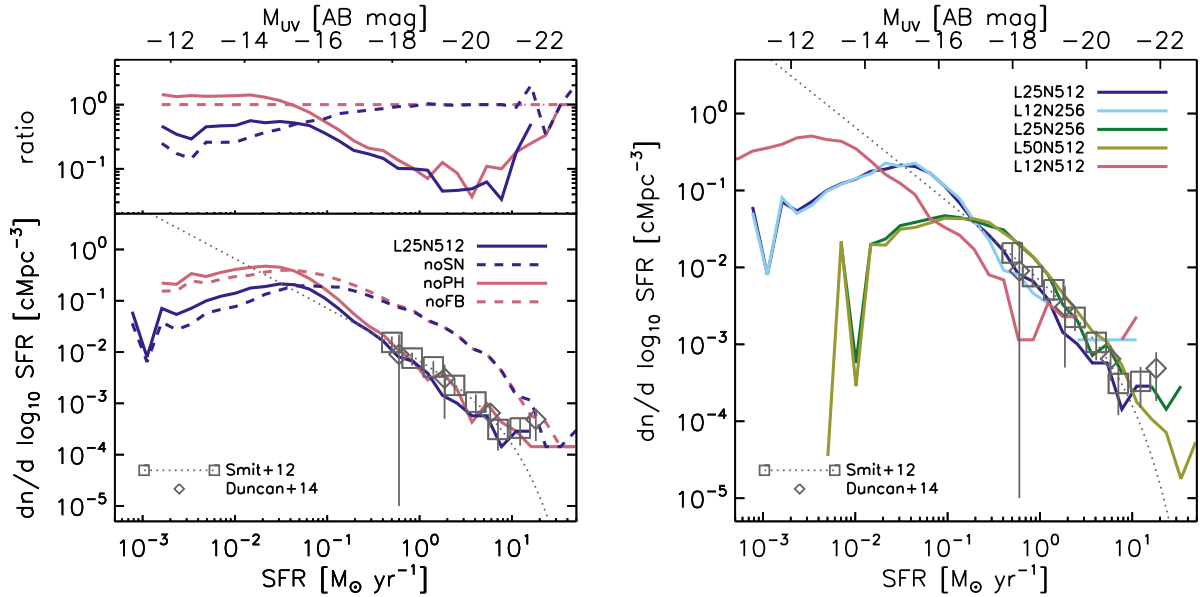 M_UV [AB mag]
−12 −14 −16 −18 −20 −22
10^0
10^−1
ratio
10^0
10^−1
10^−2
10^−3
10^−4
10^−5
dn/d log_10 SFR [cMpc^−3]
L25N512
noSN
noPH
noFB
Smit+12
Duncan+14
10^−3 10^−2 10^−1 10^0 10^1
SFR [M_⊙ yr^−1]
M_UV [AB mag]
−12 −14 −16 −18 −20 −22
10^0
10^−1
10^−2
10^−3
10^−4
10^−5
dn/d log_10 SFR [cMpc^−3]
L25N512
L12N256
L25N256
L50N512
L12N512
Smit+12
Duncan+14
10^−3 10^−2 10^−1 10^0 10^1
SFR [M_⊙ yr^−1]